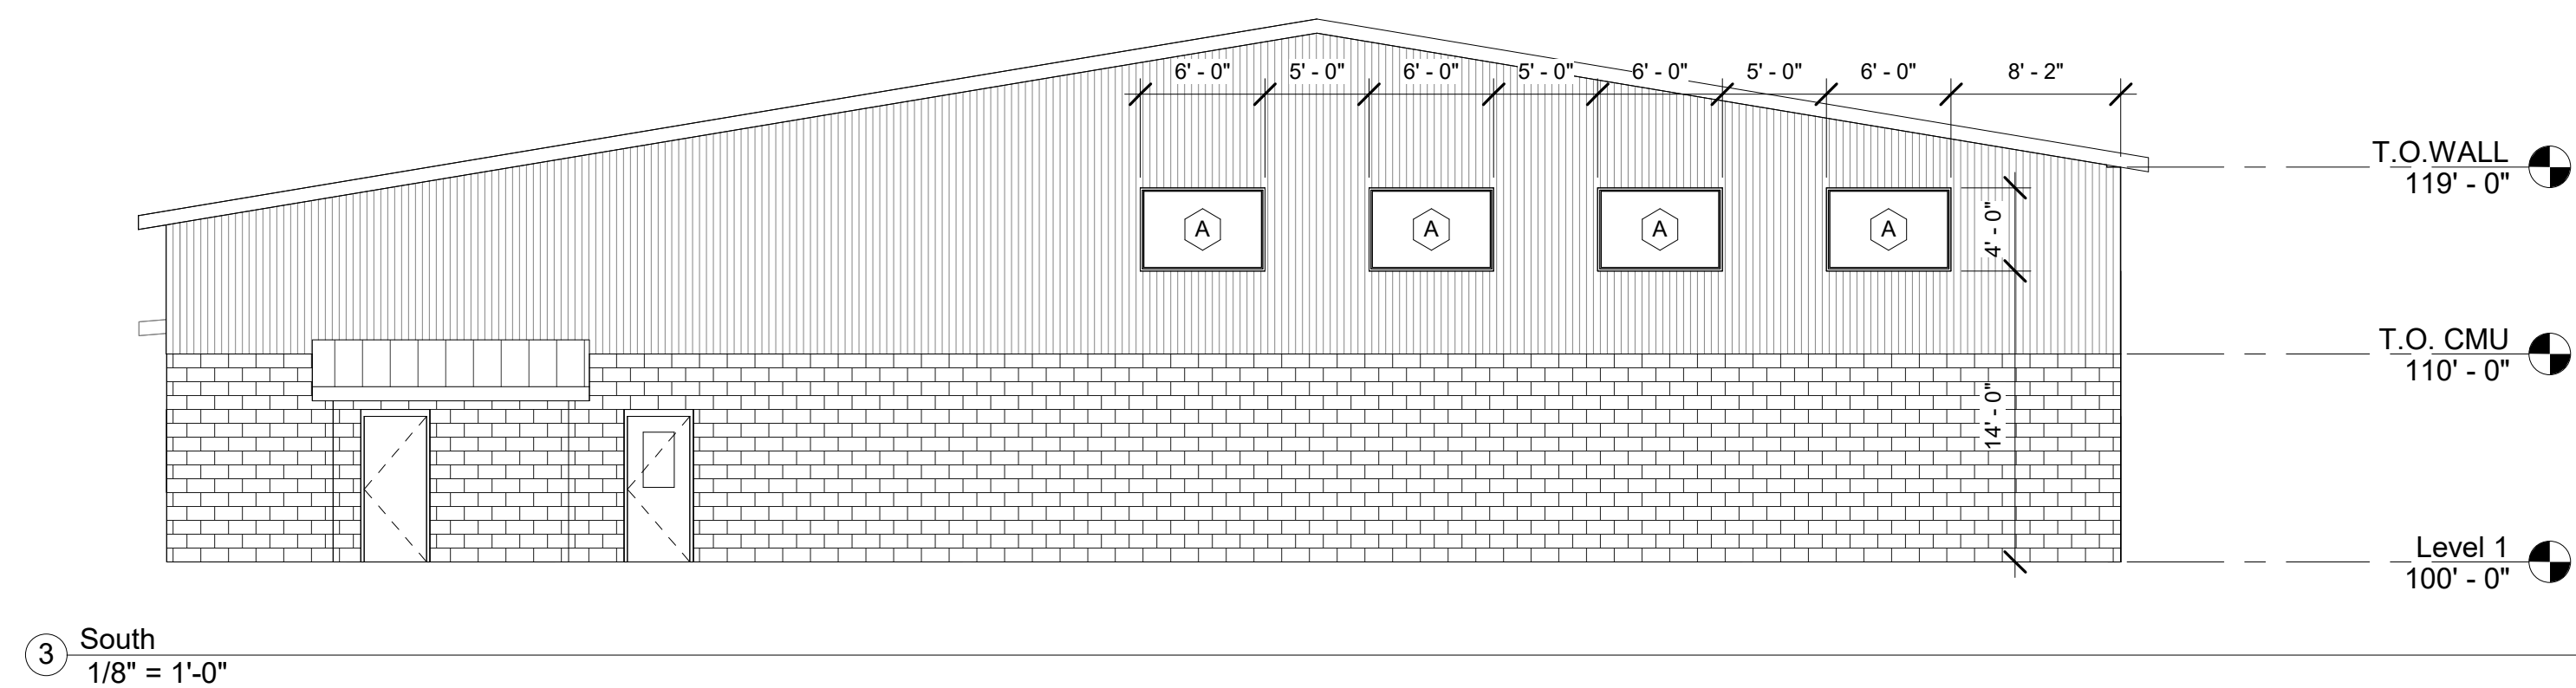 6' - 0" 5' - 0" 6' - 0" 5' - 0" 6' - 0" 5' - 0" 6' - 0" 8' - 2"
T.O.WALL
119' - 0"
A A A A
4' - 0"
T.O. CMU
110' - 0"
14' - 0"
Level 1
100' - 0"
3 South
1/8" = 1'-0"